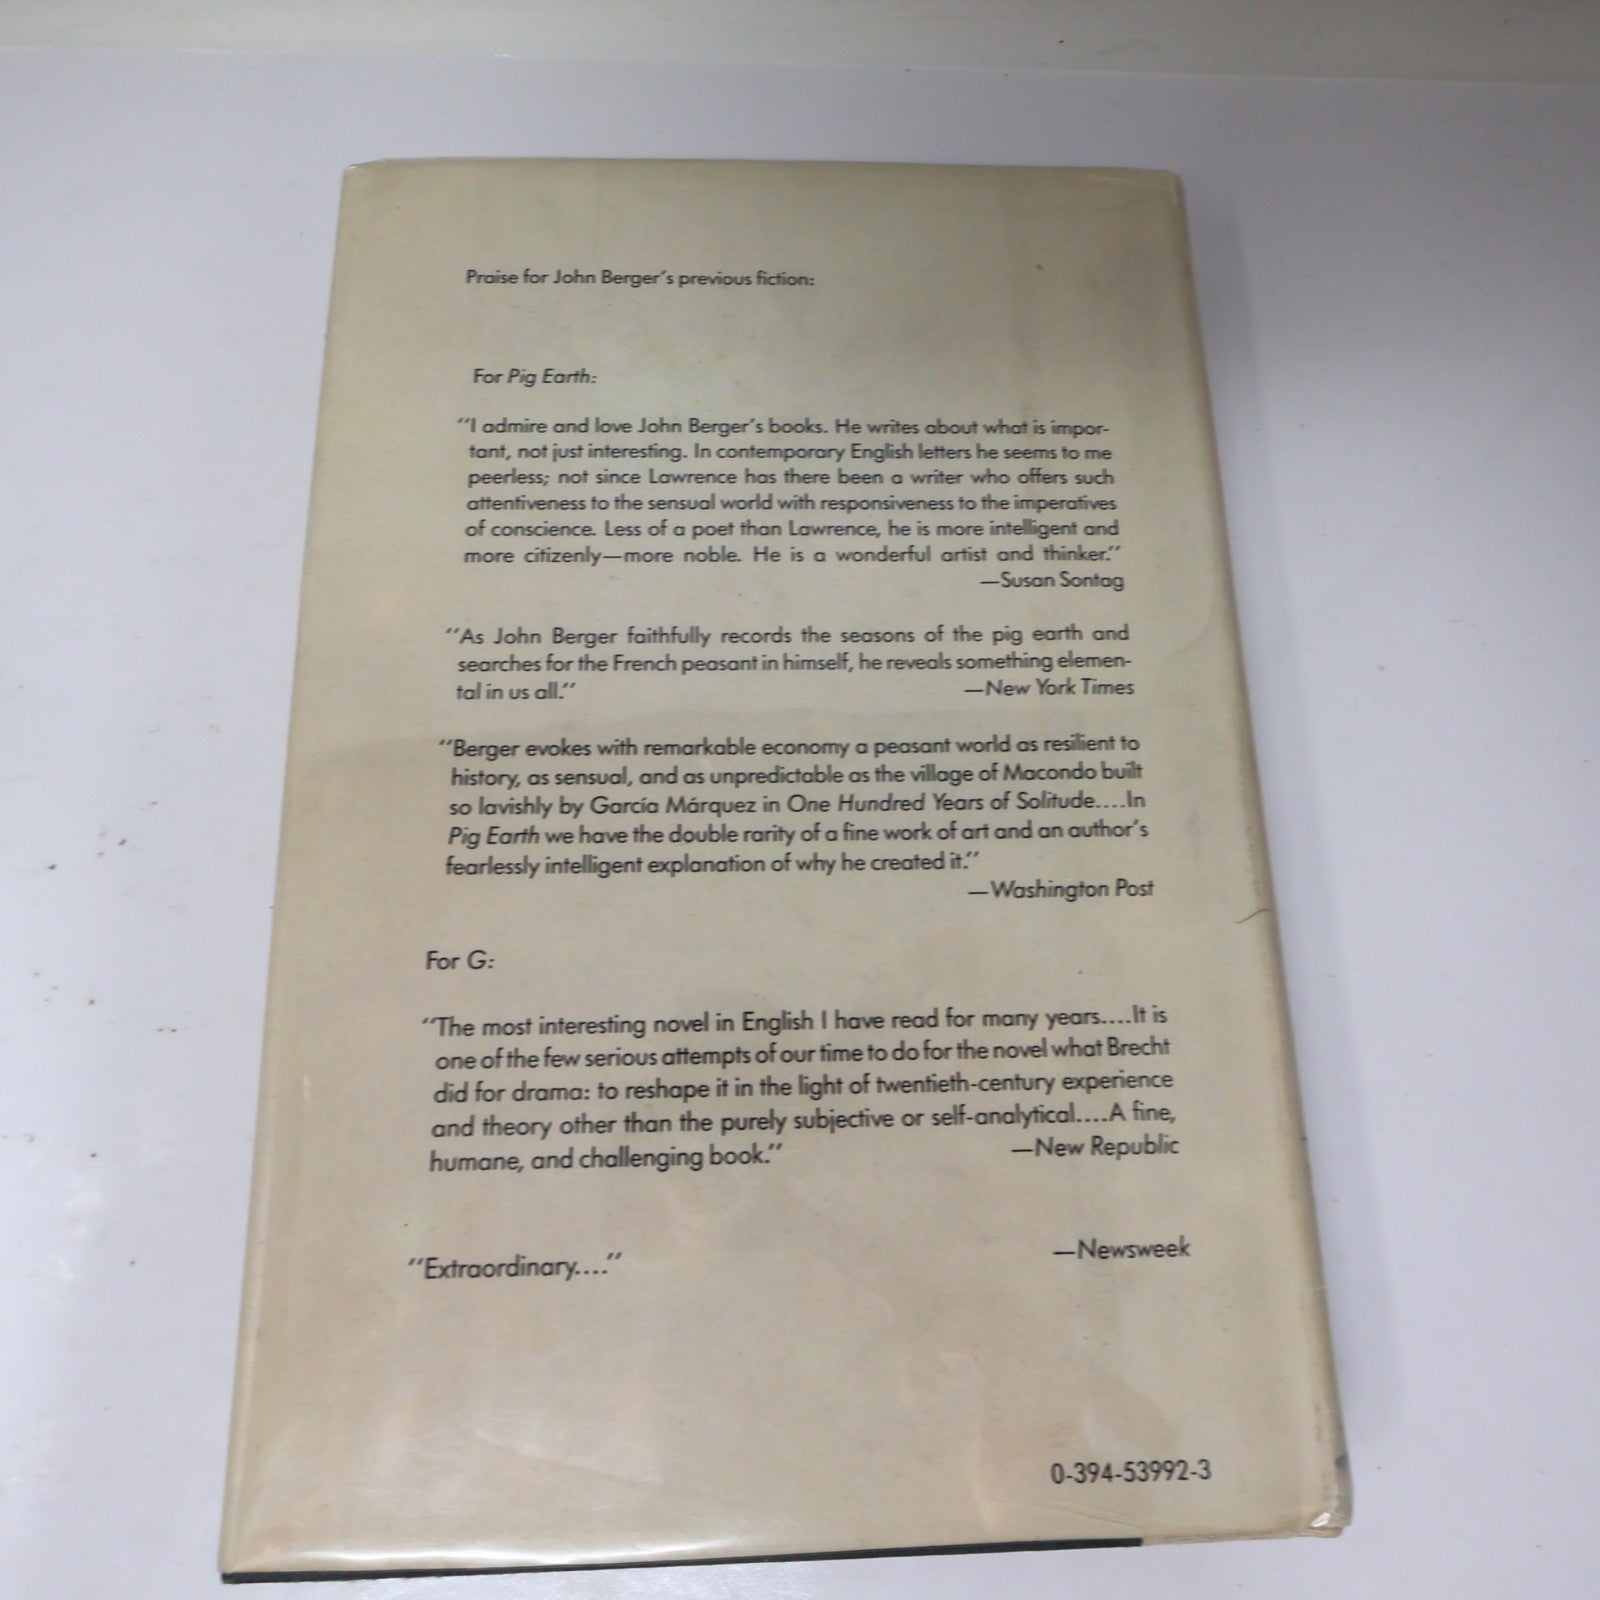 Praise for John Berger's previous fiction:
For Pig Earth:
"I admire and love John Berger's books. He writes about what is impor-
tant, not just interesting. In contemporary English letters he seems to me
peerless; not since Lawrence has there been a writer who offers such
attentiveness to the sensual world with responsiveness to the imperatives
of conscience. Less of a poet than Lawrence, he is more intelligent and
more citizenly—more noble. He is a wonderful artist and thinker."
—Susan Sontag
"As John Berger faithfully records the seasons of the pig earth and
searches for the French peasant in himself, he reveals something elemen-
tal in us all." —New York Times
"Berger evokes with remarkable economy a peasant world as resilient to
history, as sensual, and as unpredictable as the village of Macondo built
so lavishly by García Márquez in One Hundred Years of Solitude....In
Pig Earth we have the double rarity of a fine work of art and an author's
fearlessly intelligent explanation of why he created it."
—Washington Post
For G:
"The most interesting novel in English I have read for many years....It is
one of the few serious attempts of our time to do for the novel what Brecht
did for drama: to reshape it in the light of twentieth-century experience
and theory other than the purely subjective or self-analytical....A fine,
humane, and challenging book." —New Republic
"Extraordinary...." —Newsweek
0-394-53992-3